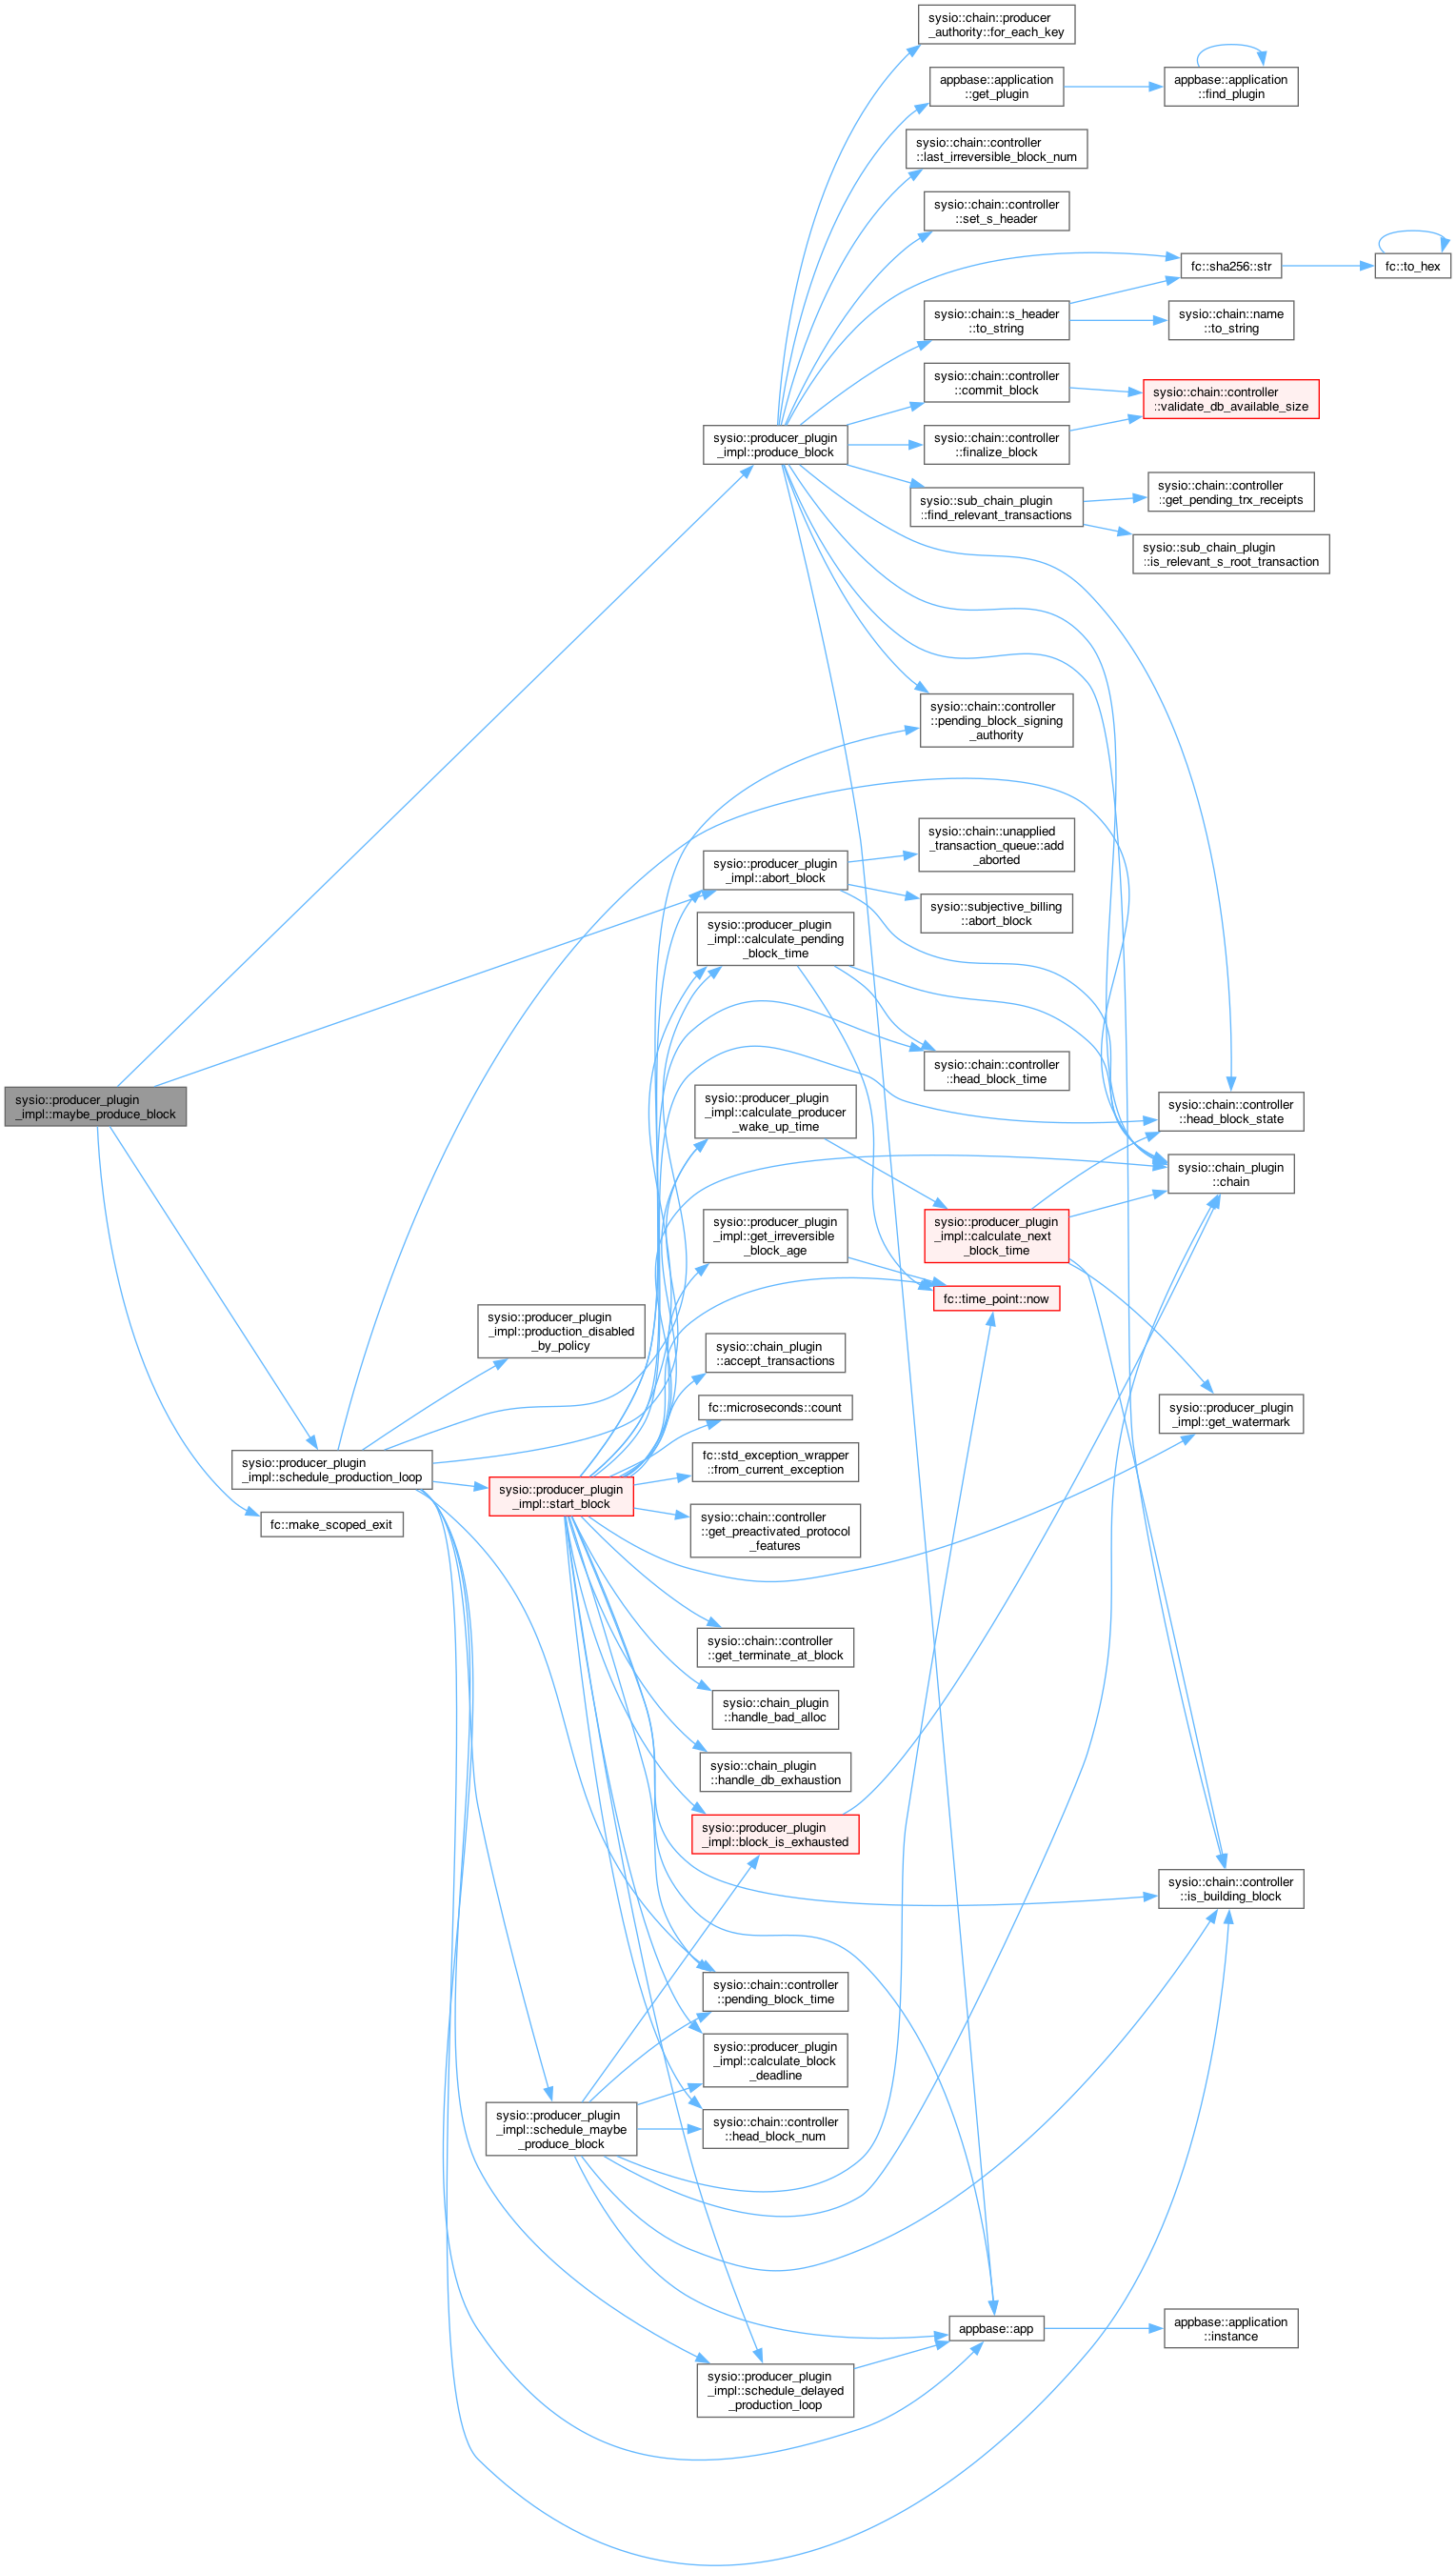 sysio::chain::producer
_authority::for_each_key
appbase::application
::get_plugin
appbase::application
::find_plugin
sysio::chain::controller
::last_irreversible_block_num
sysio::chain::controller
::set_s_header
fc::sha256::str
fc::to_hex
sysio::chain::s_header
::to_string
sysio::chain::name
::to_string
sysio::chain::controller
::commit_block
sysio::chain::controller
::validate_db_available_size
sysio::producer_plugin
_impl::produce_block
sysio::chain::controller
::finalize_block
sysio::sub_chain_plugin
::find_relevant_transactions
sysio::chain::controller
::get_pending_trx_receipts
sysio::sub_chain_plugin
::is_relevant_s_root_transaction
sysio::chain::controller
::pending_block_signing
_authority
sysio::chain::unapplied
_transaction_queue::add
_aborted
sysio::producer_plugin
_impl::abort_block
sysio::subjective_billing
::abort_block
sysio::producer_plugin
_impl::calculate_pending
_block_time
sysio::chain::controller
::head_block_time
sysio::producer_plugin
_impl::maybe_produce_block
sysio::producer_plugin
_impl::calculate_producer
_wake_up_time
sysio::chain::controller
::head_block_state
sysio::chain_plugin
::chain
sysio::producer_plugin
_impl::get_irreversible
_block_age
sysio::producer_plugin
_impl::calculate_next
_block_time
fc::time_point::now
sysio::producer_plugin
_impl::production_disabled
_by_policy
sysio::chain_plugin
::accept_transactions
fc::microseconds::count
sysio::producer_plugin
_impl::get_watermark
sysio::producer_plugin
_impl::schedule_production_loop
fc::std_exception_wrapper
::from_current_exception
sysio::producer_plugin
_impl::start_block
fc::make_scoped_exit
sysio::chain::controller
::get_preactivated_protocol
_features
sysio::chain::controller
::get_terminate_at_block
sysio::chain_plugin
::handle_bad_alloc
sysio::chain_plugin
::handle_db_exhaustion
sysio::producer_plugin
_impl::block_is_exhausted
sysio::chain::controller
::is_building_block
sysio::chain::controller
::pending_block_time
sysio::producer_plugin
_impl::calculate_block
_deadline
sysio::producer_plugin
_impl::schedule_maybe
_produce_block
sysio::chain::controller
::head_block_num
appbase::app
appbase::application
::instance
sysio::producer_plugin
_impl::schedule_delayed
_production_loop